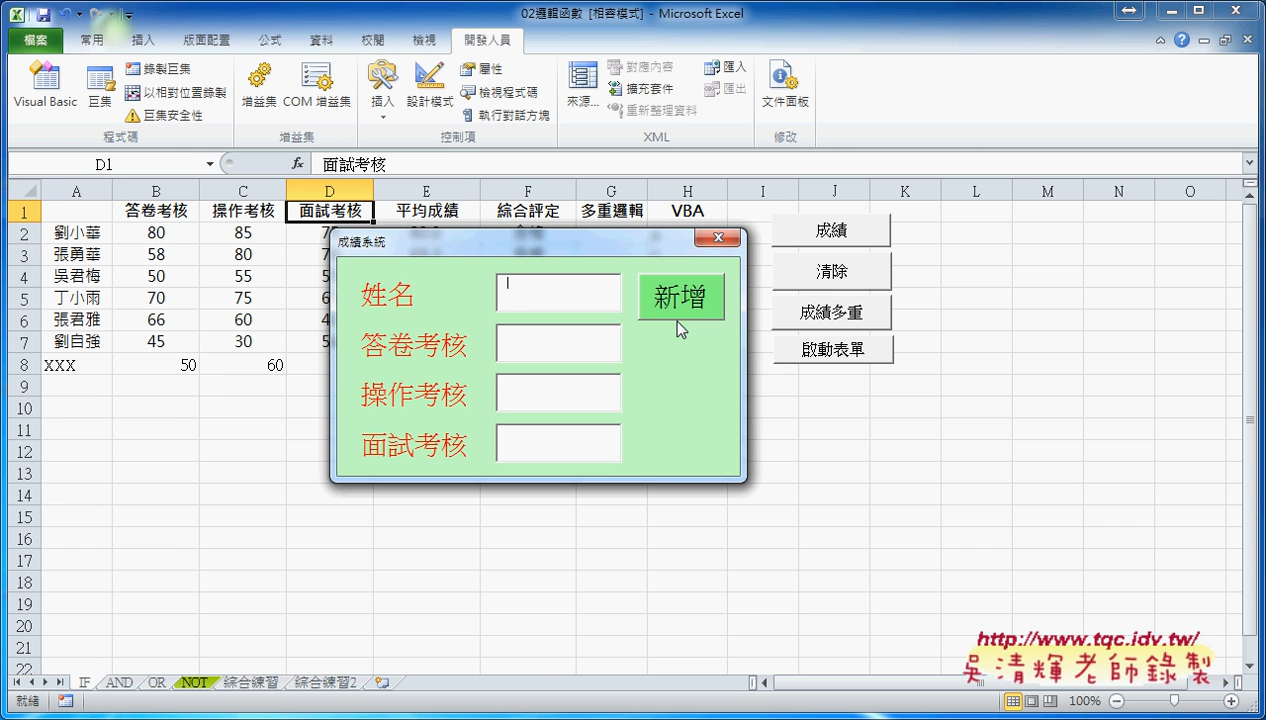 02邏輯函數 [相容模式] - Microsoft Excel
檔案 常用 插入 版面配置 公式 資料 校閱 檢視 開發人員
Visual Basic 巨集 錄製巨集 以相對位置錄製 巨集安全性 程式碼
增益集 COM 增益集 增益集
插入 設計模式 屬性 檢視程式碼 執行對話方塊 控制項
來源... 對應內容 擴充套件 重新整理資料 匯入 匯出 XML
文件面板 修改
D1 fx 面試考核
A B C D E F G H I J K L M N O
1 答卷考核 操作考核 面試考核 平均成績 綜合評定 多重邏輯 VBA
2 劉小華 80 85
3 張勇華 58 80
4 吳君梅 50 55
5 丁小雨 70 75
6 張君雅 66 60
7 劉自強 45 30
8 XXX 50 60
9
10
11
12
13
14
15
16
17
18
19
20
21
22
成績
清除
成績多重
啟動表單
成績系統
姓名 新增
答卷考核
操作考核
面試考核
http://www.tqc.idv.tw/
吳清輝老師錄製
IF AND OR NOT 綜合練習 綜合練習2
就緒 100%